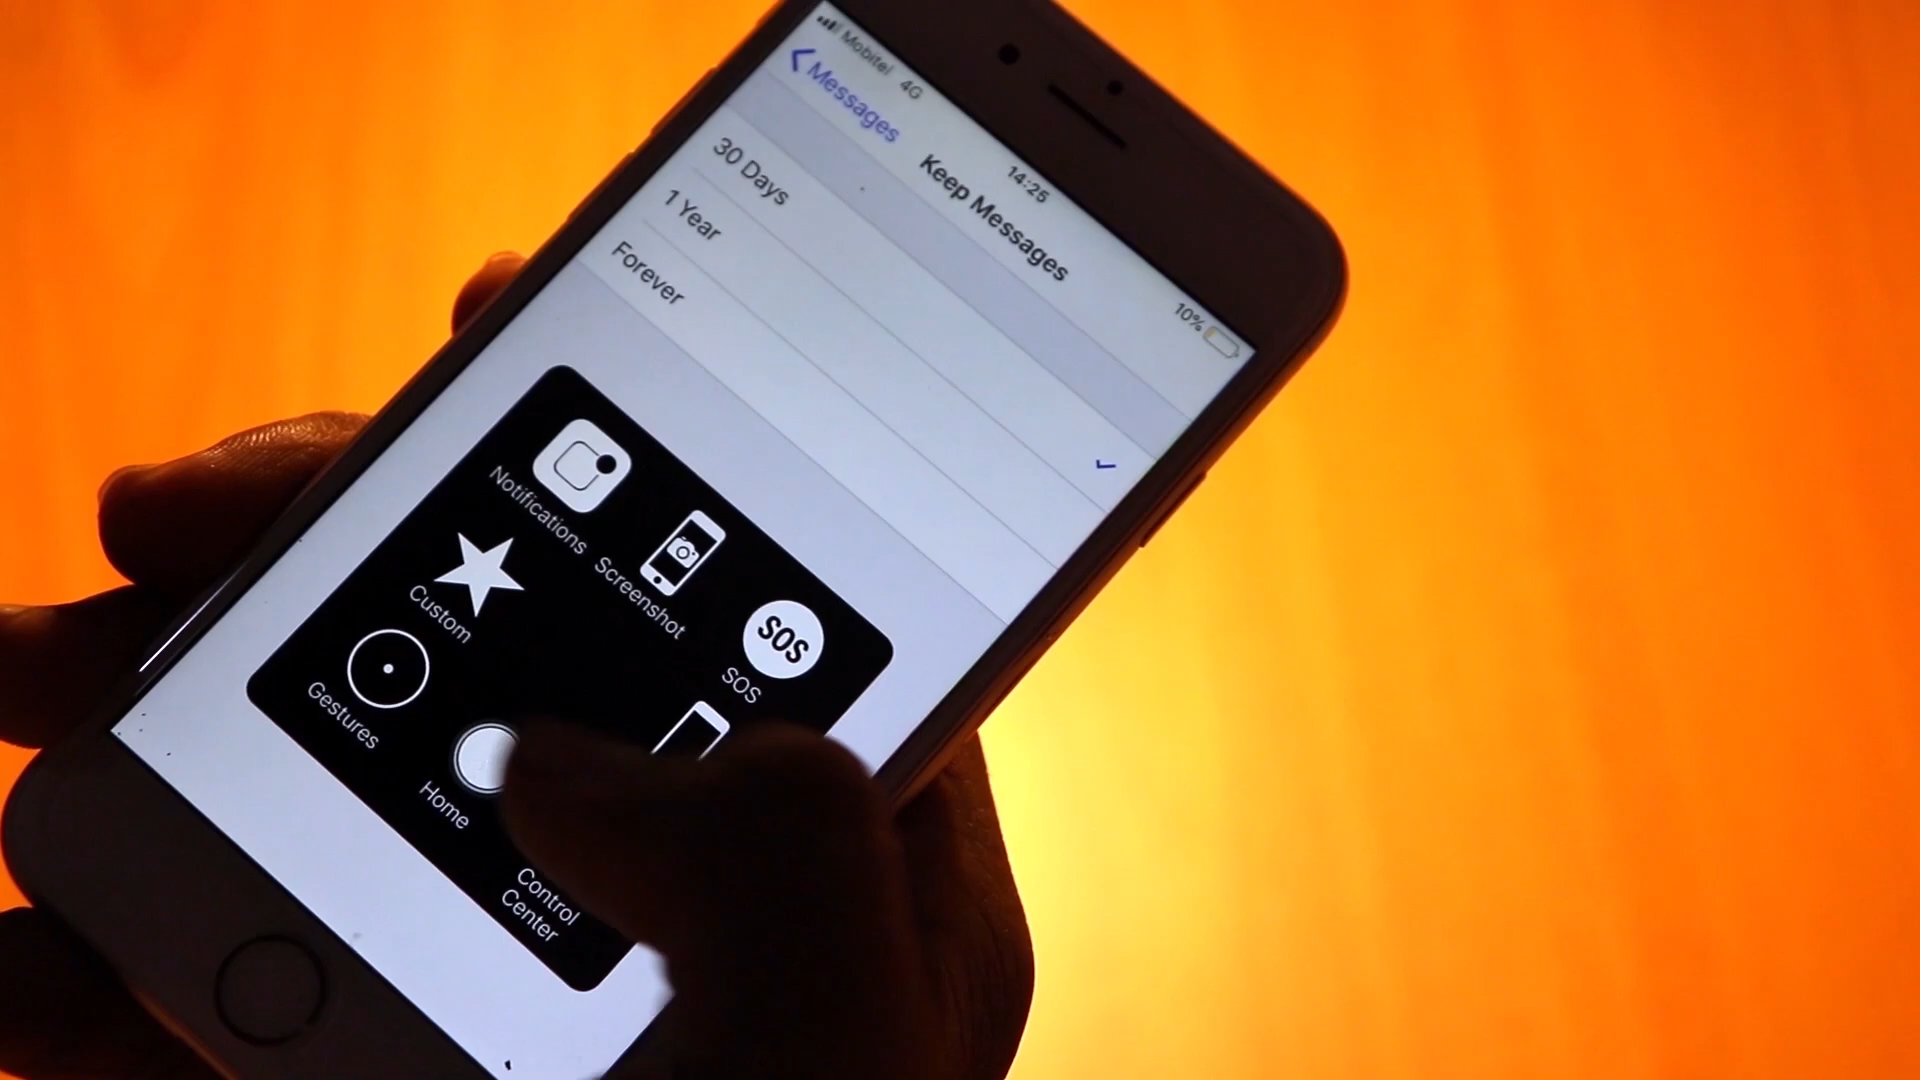 Mobitel 4G 14:25 10%
Messages Keep Messages
30 Days
1 Year
Forever
Notifications
Screenshot
SOS
SOS
Custom
Gestures
Home
Control
Center